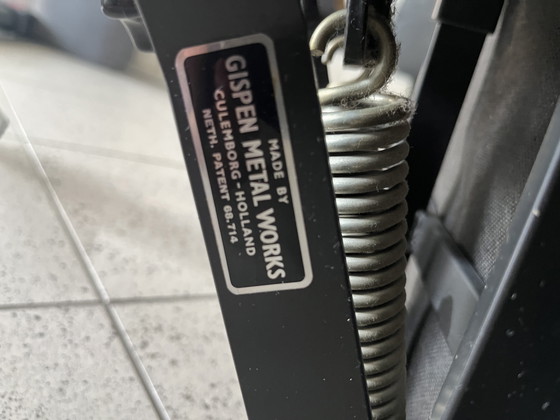 MADE BY
GISPEN METAL WORKS
CULEMBORG-HOLLAND
NETH. PATENT 68.714